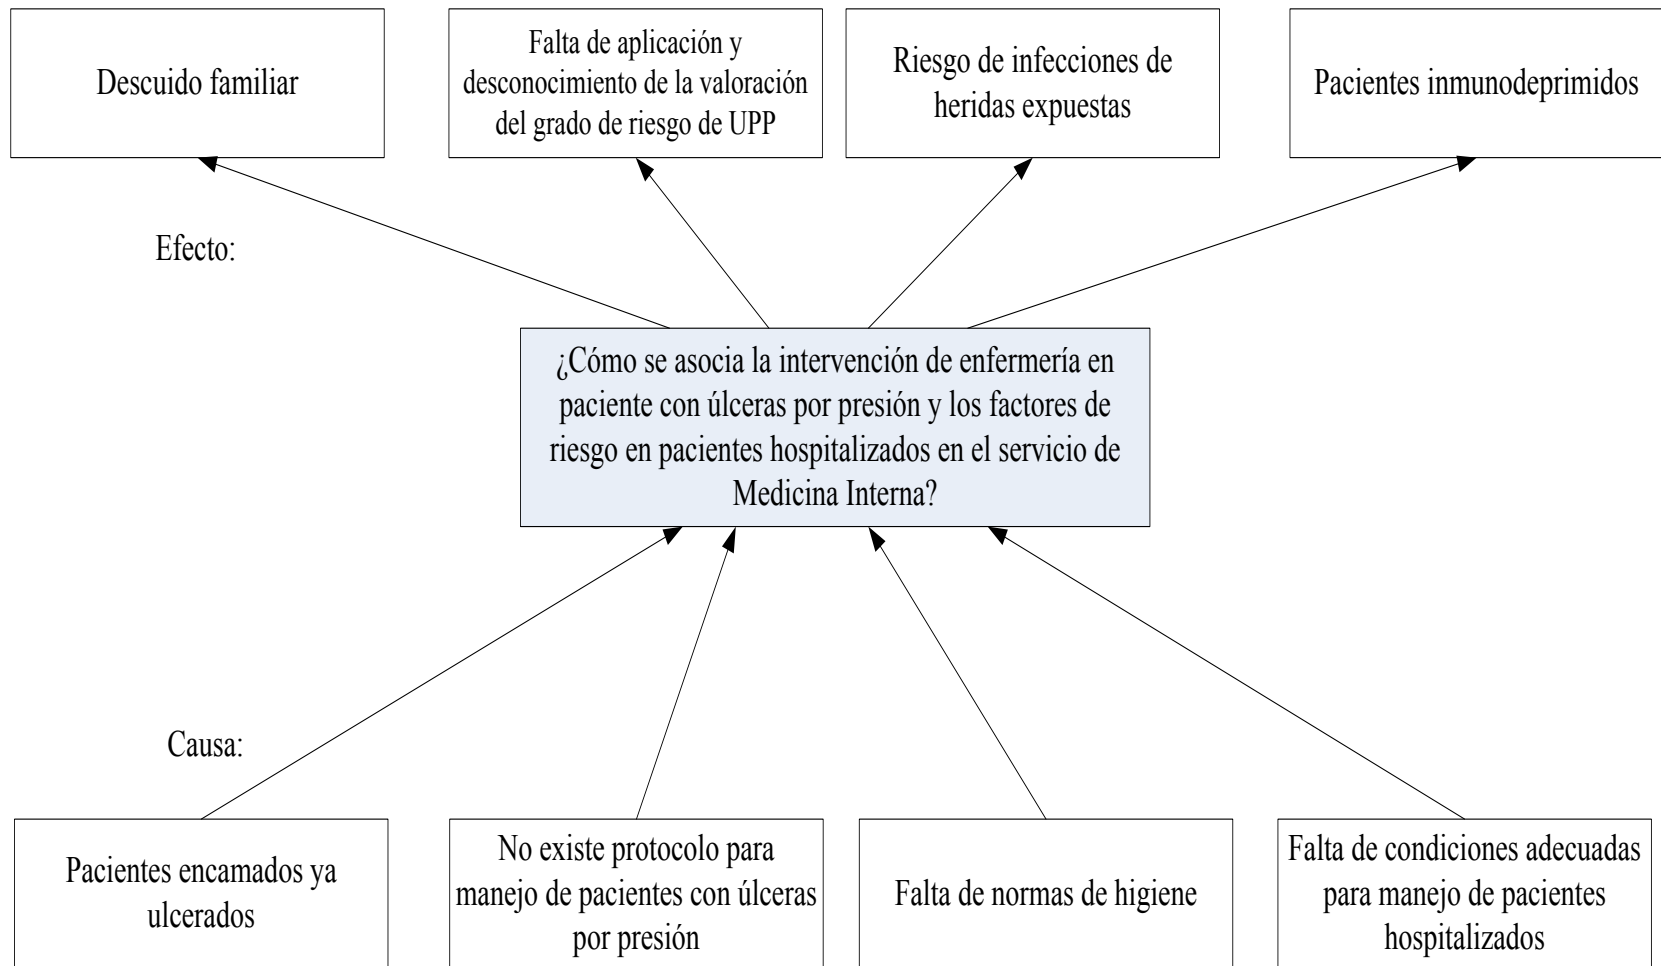 Descuido familiar
Falta de aplicación y
desconocimiento de la valoración
del grado de riesgo de UPP
Riesgo de infecciones de
heridas expuestas
Pacientes inmunodeprimidos
Efecto:
¿Cómo se asocia la intervención de enfermería en
paciente con úlceras por presión y los factores de
riesgo en pacientes hospitalizados en el servicio de
Medicina Interna?
Causa:
Pacientes encamados ya
ulcerados
No existe protocolo para
manejo de pacientes con úlceras
por presión
Falta de normas de higiene
Falta de condiciones adecuadas
para manejo de pacientes
hospitalizados